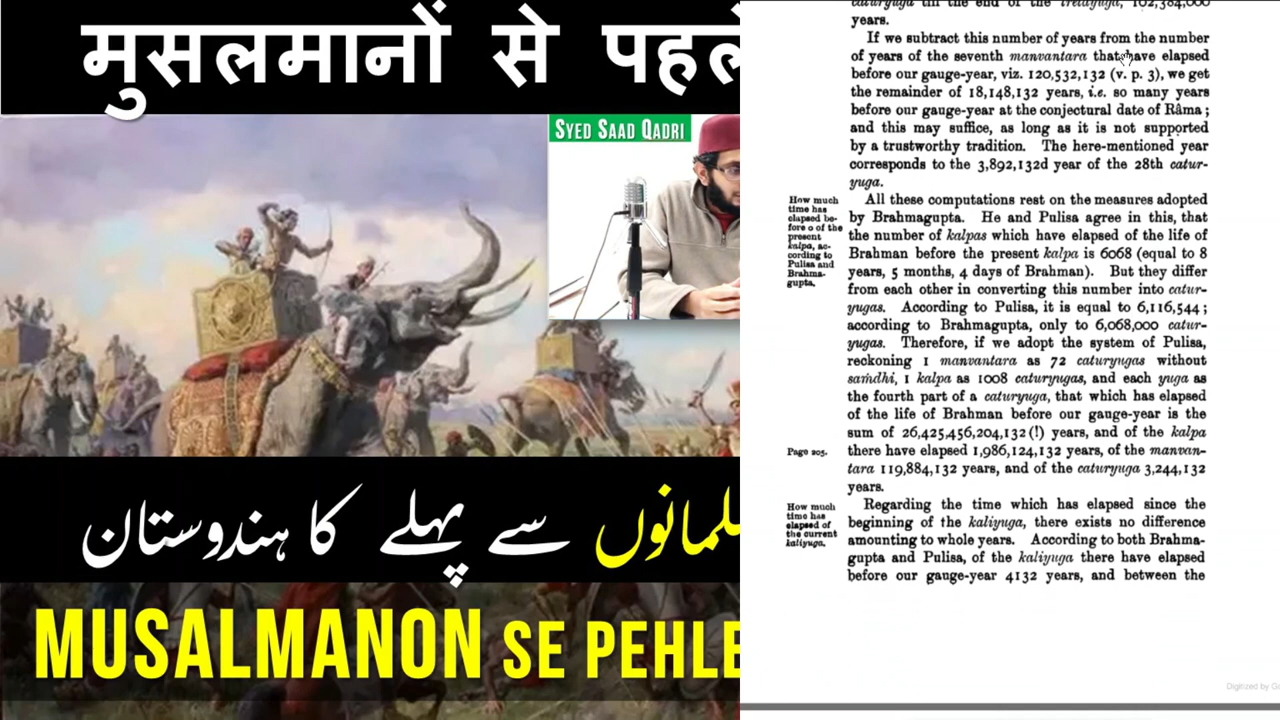 मुसलमानों से पहले
SYED SAAD QADRI
سلمانوں سے پہلے کا ہندوستان
MUSALMANON SE PEHLE
years.
If we subtract this number of years from the number
of years of the seventh manvantara that have elapsed
before our gauge-year, viz. 120,532,132 (v. p. 3), we get
the remainder of 18,148,132 years, i.e. so many years
before our gauge-year at the conjectural date of Râma ;
and this may suffice, as long as it is not supported
by a trustworthy tradition. The here-mentioned year
corresponds to the 3,892,132d year of the 28th catur-
yuga.
How much
time has
elapsed be-
fore o of the
present
kalpa, ac-
cording to
Pulisa and
Brahma-
gupta.
All these computations rest on the measures adopted
by Brahmagupta. He and Pulisa agree in this, that
the number of kalpas which have elapsed of the life of
Brahman before the present kalpa is 6068 (equal to 8
years, 5 months, 4 days of Brahman). But they differ
from each other in converting this number into catur-
yugas. According to Pulisa, it is equal to 6,116,544 ;
according to Brahmagupta, only to 6,068,000 catur-
yugas. Therefore, if we adopt the system of Pulisa,
reckoning 1 manvantara as 72 caturyugas without
saṁdhi, 1 kalpa as 1008 caturyugas, and each yuga as
the fourth part of a caturyuga, that which has elapsed
of the life of Brahman before our gauge-year is the
sum of 26,425,456,204,132 (!) years, and of the kalpa
Page 205.
there have elapsed 1,986,124,132 years, of the manvan-
tara 119,884,132 years, and of the caturyuga 3,244,132
years.
How much
time has
elapsed of
the current
kaliyuga.
Regarding the time which has elapsed since the
beginning of the kaliyuga, there exists no difference
amounting to whole years. According to both Brahma-
gupta and Pulisa, of the kaliyuga there have elapsed
before our gauge-year 4132 years, and between the
Digitized by Go